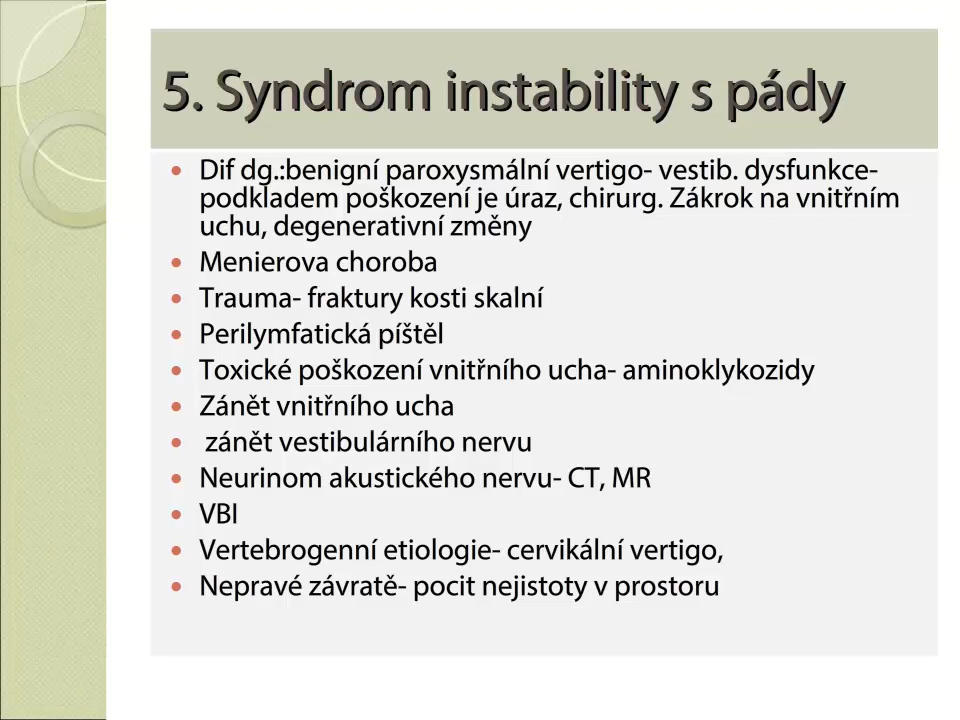 5. Syndrom instability s pády
• Dif dg.:benigní paroxysmální vertigo- vestib. dysfunkce-
podkladem poškození je úraz, chirurg. Zákrok na vnitřním
uchu, degenerativní změny
• Menierova choroba
• Trauma- fraktury kosti skalní
• Perilymfatická píštěl
• Toxické poškození vnitřního ucha- aminoklykozidy
• Zánět vnitřního ucha
• zánět vestibulárního nervu
• Neurinom akustického nervu- CT, MR
• VBI
• Vertebrogenní etiologie- cervikální vertigo,
• Nepravé závratě- pocit nejistoty v prostoru